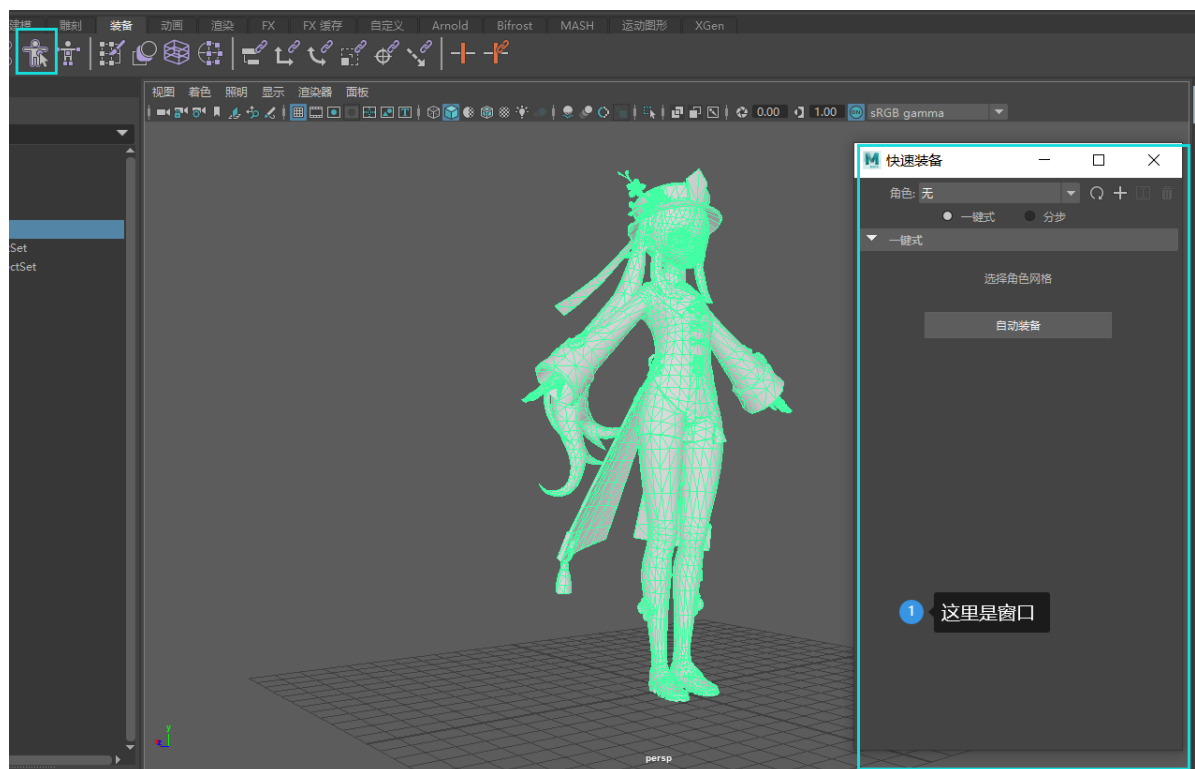 建模 雕刻 装备 动画 渲染 FX FX 缓存 自定义 Arnold Bifrost MASH 运动图形 XGen
视图 着色 照明 显示 渲染器 面板
0.00 1.00 sRGB gamma
快速装备
角色: 无
一键式 分步
一键式
Set
ctSet
选择角色网格
自动装备
1 这里是窗口
y
z
persp